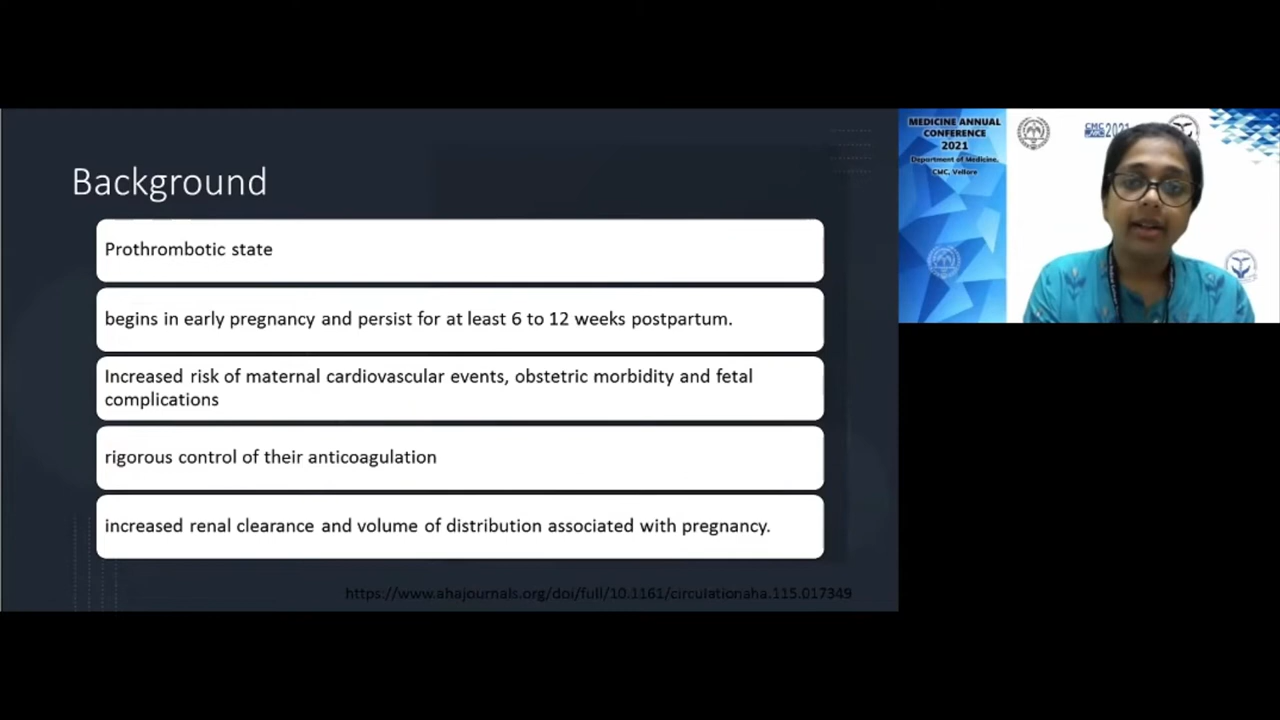 Background
Prothrombotic state
begins in early pregnancy and persist for at least 6 to 12 weeks postpartum.
Increased risk of maternal cardiovascular events, obstetric morbidity and fetal
complications
rigorous control of their anticoagulation
increased renal clearance and volume of distribution associated with pregnancy.
https://www.ahajournals.org/doi/full/10.1161/circulationaha.115.017349
MEDICINE ANNUAL
CONFERENCE
2021
Department of Medicine,
CMC, Vellore
CMC
2021